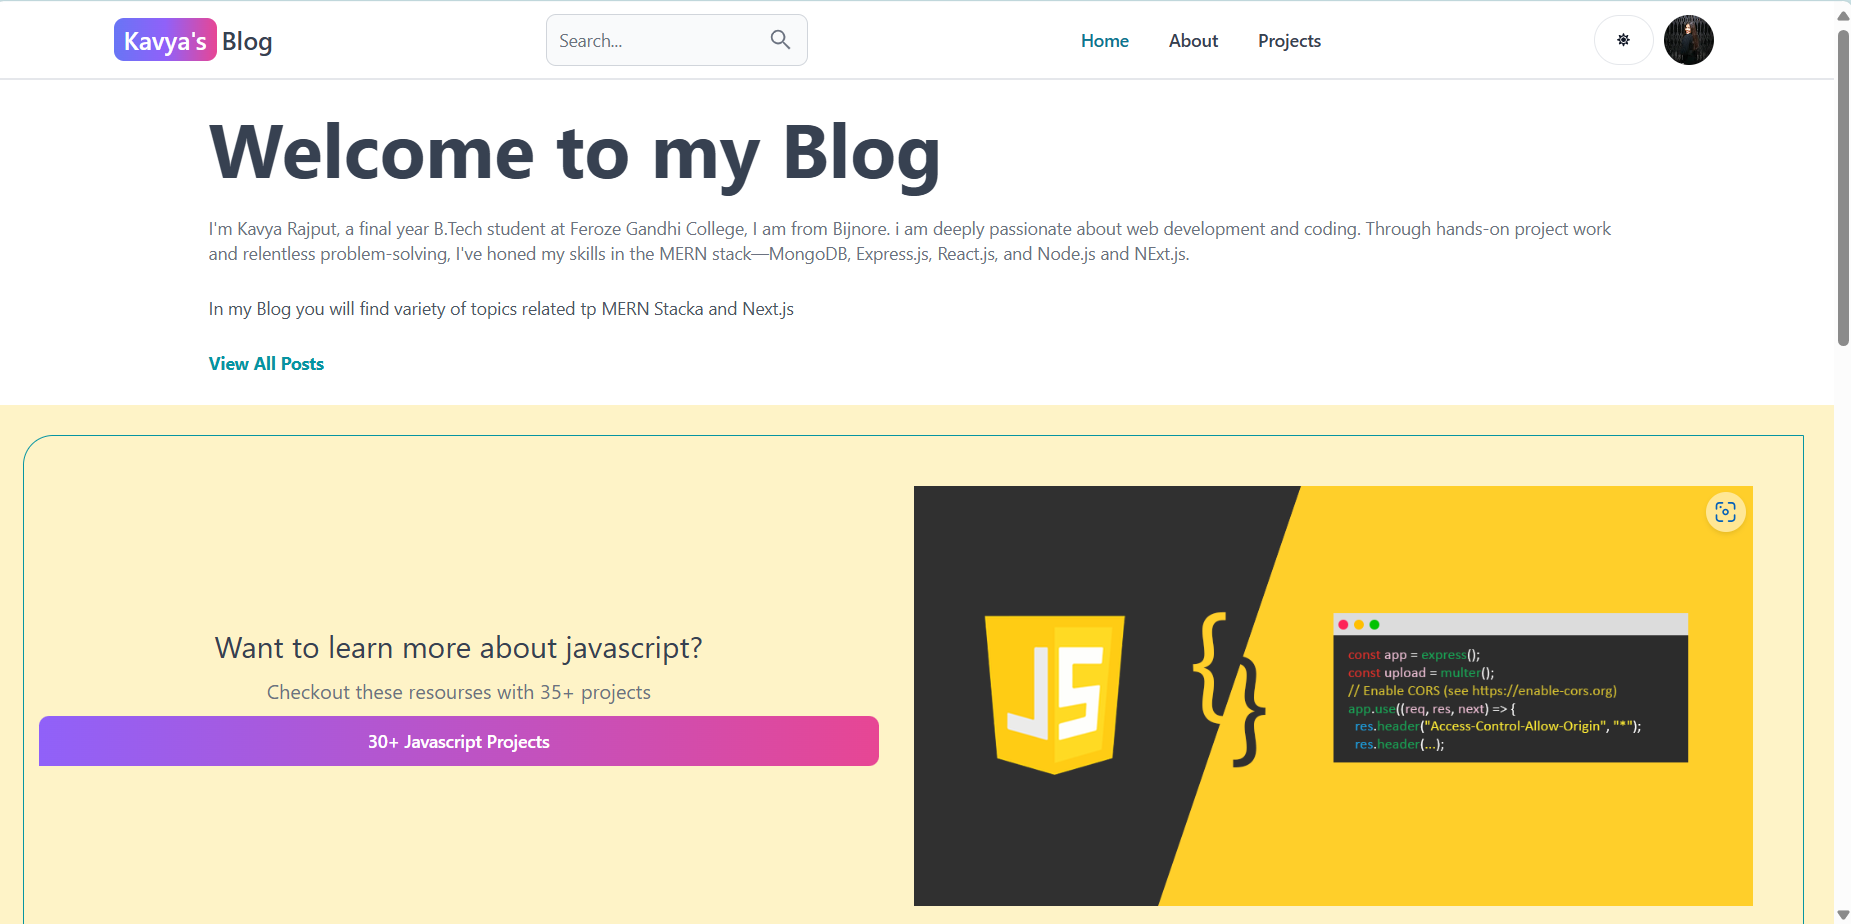 Kavya's Blog
Search...
Home About Projects
Welcome to my Blog
I'm Kavya Rajput, a final year B.Tech student at Feroze Gandhi College, I am from Bijnore. i am deeply passionate about web development and coding. Through hands-on project work
and relentless problem-solving, I've honed my skills in the MERN stack—MongoDB, Express.js, React.js, and Node.js and NExt.js.
In my Blog you will find variety of topics related tp MERN Stacka and Next.js
View All Posts
Want to learn more about javascript?
Checkout these resourses with 35+ projects
30+ Javascript Projects
JS
{ }
const app = express();
const upload = multer();
// Enable CORS (see https://enable-cors.org)
app.use((req, res, next) => {
res.header("Access-Control-Allow-Origin", "*");
res.header(...);